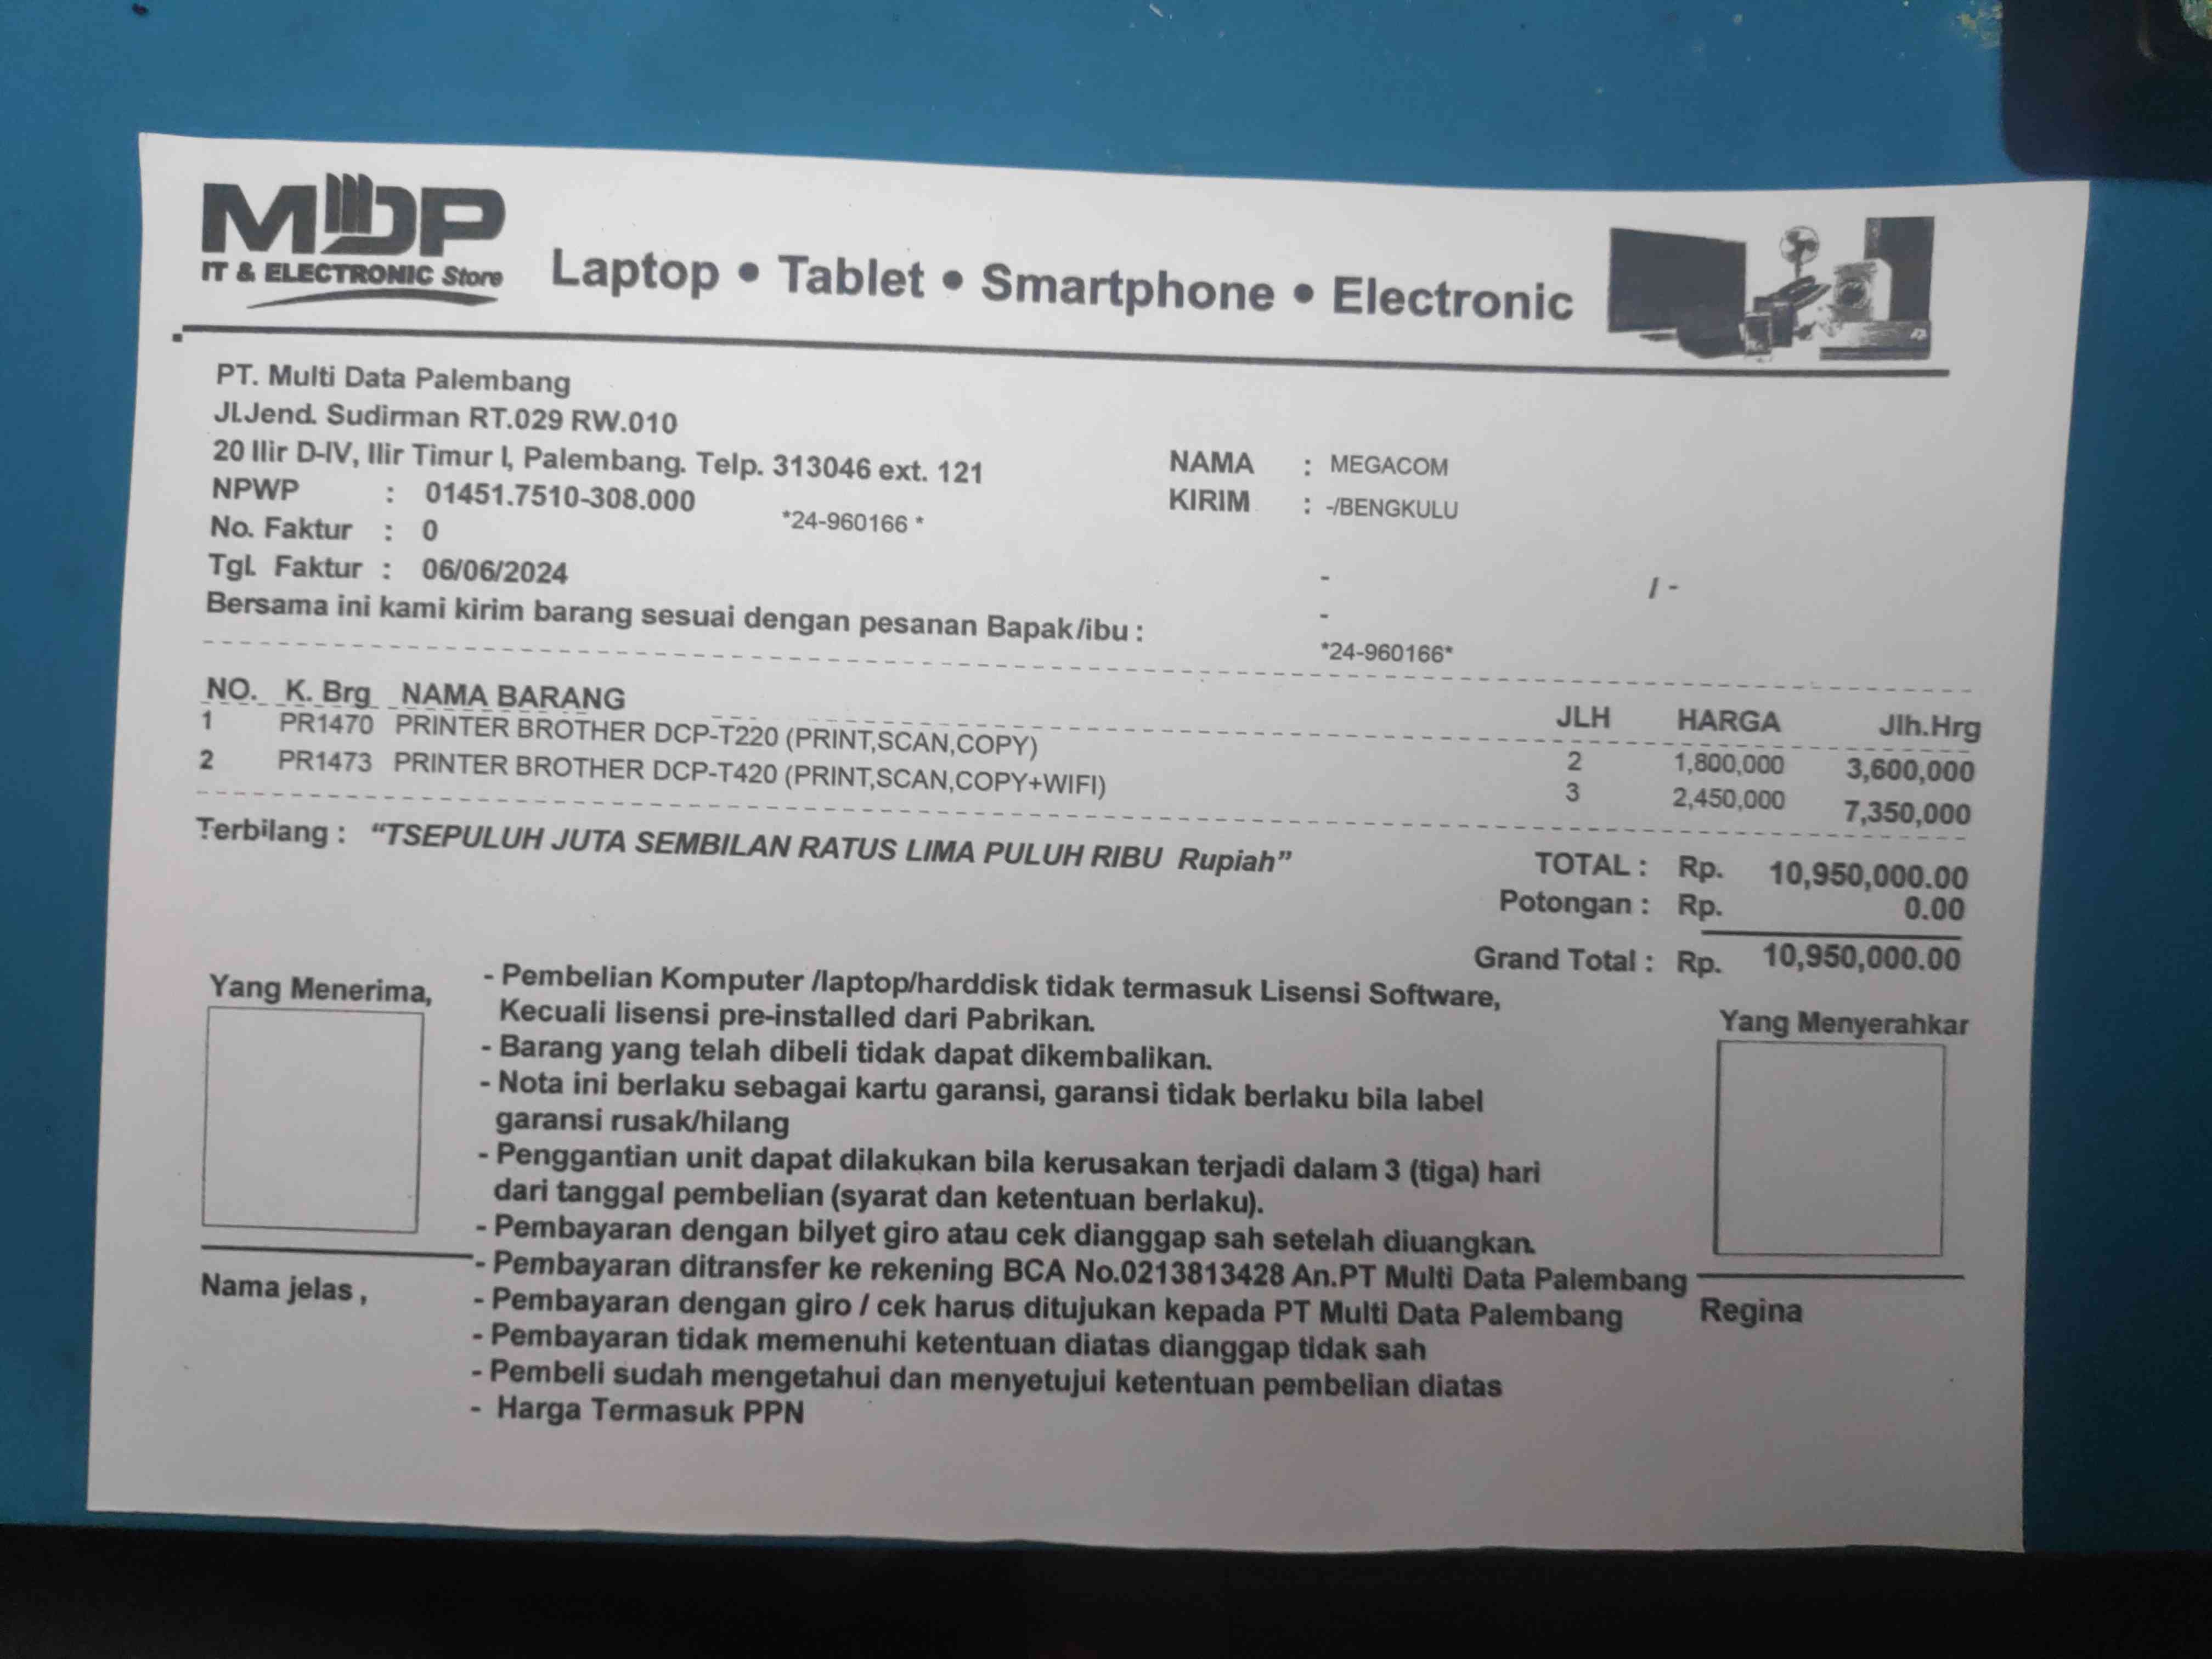 MDP
IT & ELECTRONIC Store
Laptop • Tablet • Smartphone • Electronic
PT. Multi Data Palembang
Jl.Jend. Sudirman RT.029 RW.010
20 Ilir D-IV, Ilir Timur I, Palembang. Telp. 313046 ext. 121
NPWP : 01451.7510-308.000
*24-960166 *
No. Faktur : 0
Tgl. Faktur : 06/06/2024
NAMA : MEGACOM
KIRIM : -/BENGKULU
- / -
-
*24-960166*
Bersama ini kami kirim barang sesuai dengan pesanan Bapak/ibu :
NO. K. Brg NAMA BARANG JLH HARGA Jlh.Hrg
1 PR1470 PRINTER BROTHER DCP-T220 (PRINT,SCAN,COPY) 2 1,800,000 3,600,000
2 PR1473 PRINTER BROTHER DCP-T420 (PRINT,SCAN,COPY+WIFI) 3 2,450,000 7,350,000
Terbilang : “TSEPULUH JUTA SEMBILAN RATUS LIMA PULUH RIBU Rupiah”
TOTAL : Rp. 10,950,000.00
Potongan : Rp. 0.00
Grand Total : Rp. 10,950,000.00
Yang Menerima,
- Pembelian Komputer /laptop/harddisk tidak termasuk Lisensi Software,
Kecuali lisensi pre-installed dari Pabrikan.
- Barang yang telah dibeli tidak dapat dikembalikan.
- Nota ini berlaku sebagai kartu garansi, garansi tidak berlaku bila label
garansi rusak/hilang
- Penggantian unit dapat dilakukan bila kerusakan terjadi dalam 3 (tiga) hari
dari tanggal pembelian (syarat dan ketentuan berlaku).
- Pembayaran dengan bilyet giro atau cek dianggap sah setelah diuangkan.
- Pembayaran ditransfer ke rekening BCA No.0213813428 An.PT Multi Data Palembang
- Pembayaran dengan giro / cek harus ditujukan kepada PT Multi Data Palembang
- Pembayaran tidak memenuhi ketentuan diatas dianggap tidak sah
- Pembeli sudah mengetahui dan menyetujui ketentuan pembelian diatas
- Harga Termasuk PPN
Nama jelas ,
Yang Menyerahkar
Regina